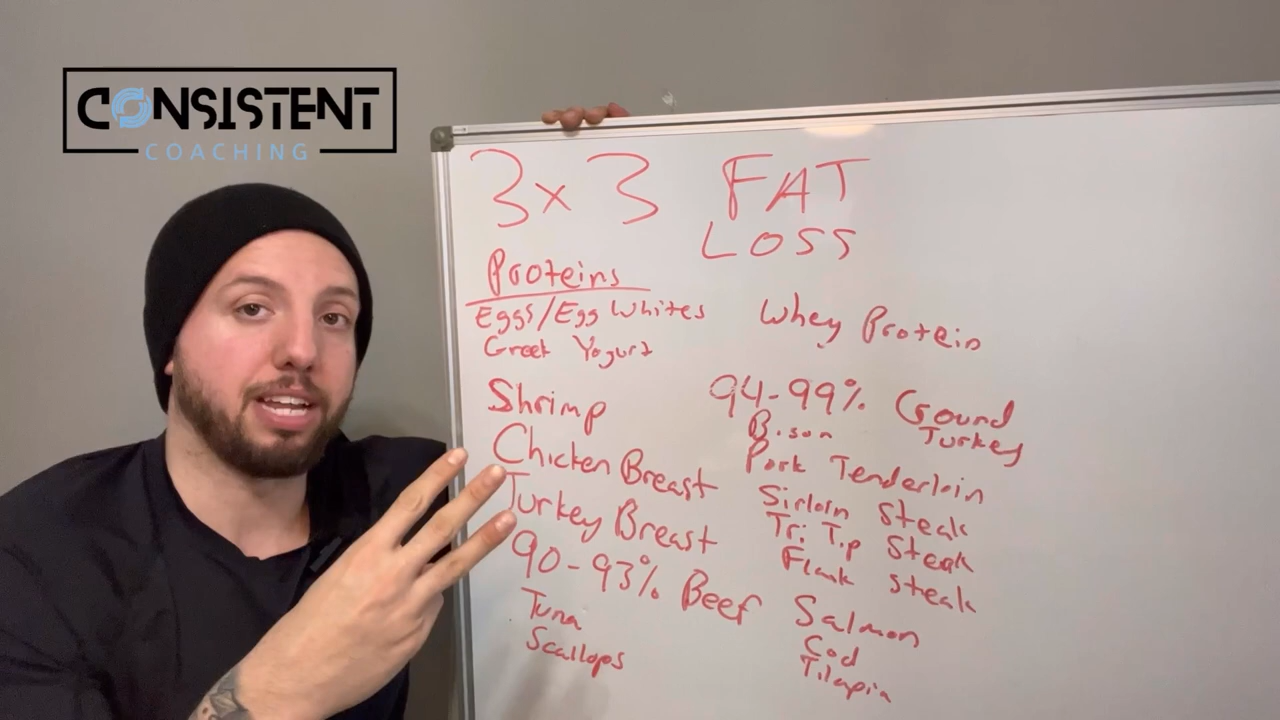 CONSISTENT
COACHING
3x3 FAT
LOSS
Proteins
Eggs/Egg Whites
Greek Yogurt
Shrimp
Chicken Breast
Turkey Breast
90-93% Beef
Tuna
Scallops
Whey Protein
94-99% Ground
Turkey
Bison
Pork Tenderloin
Sirloin Steak
Tri Tip Steak
Flank Steak
Salmon
Cod
Tilapia